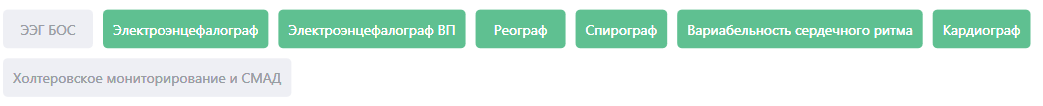 ЭЭГ БОС Электроэнцефалограф Электроэнцефалограф ВП Реограф Спирограф Вариабельность сердечного ритма Кардиограф
Холтеровское мониторирование и СМАД